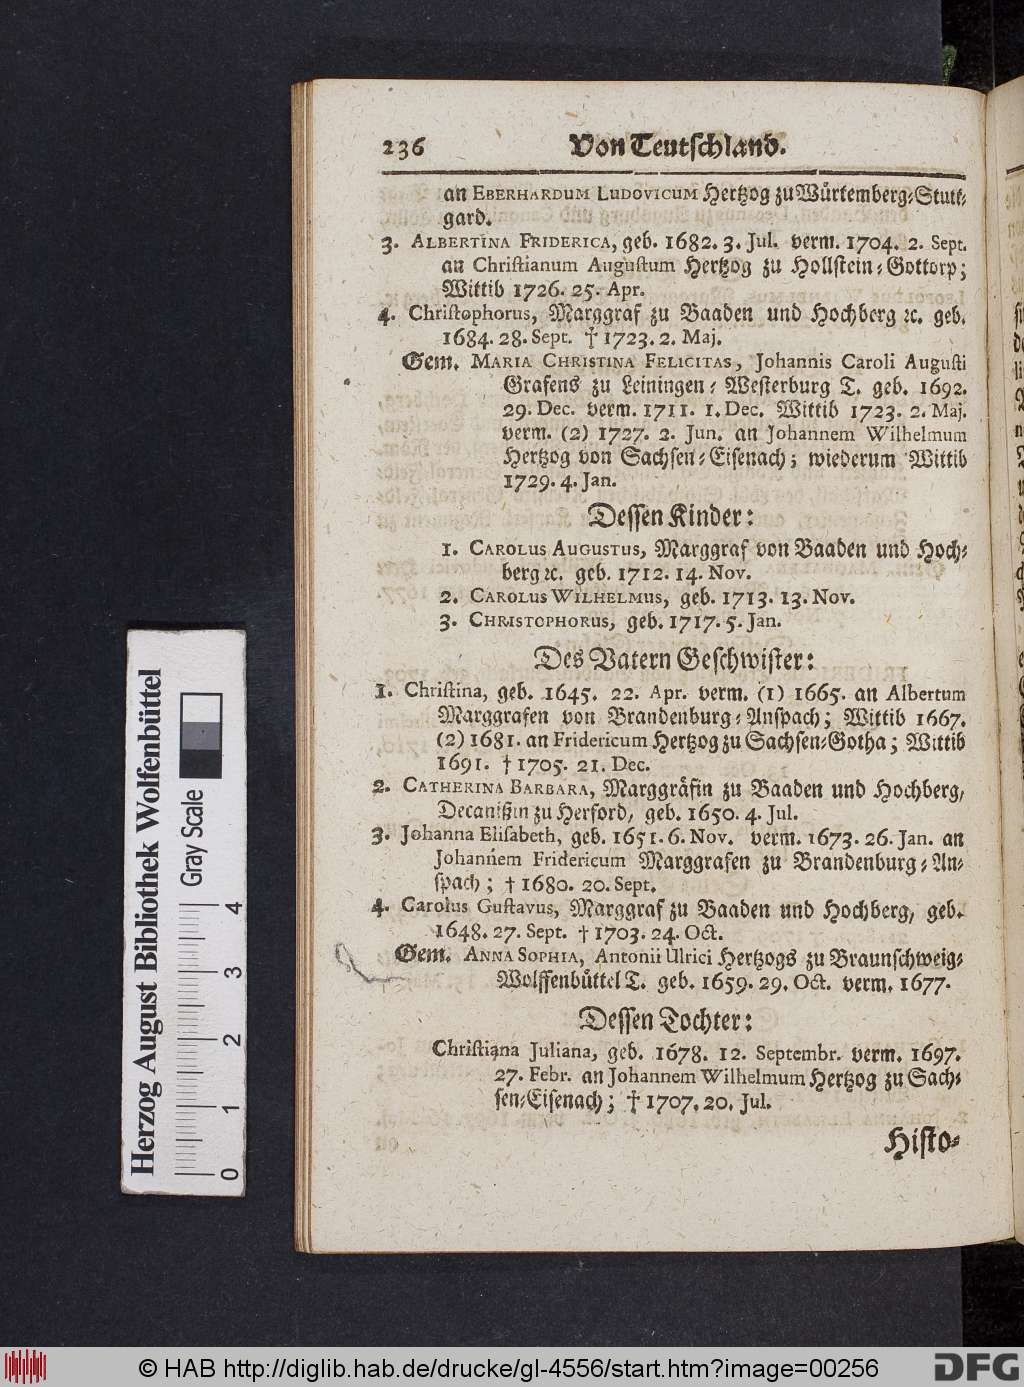 236 Von Teutschland.
an EBERHARDUM LUDOVICUM Hertzog zu Würtemberg-Stutt-
gard.
3. ALBERTINA FRIDERICA, geb. 1682. 3. Jul. verm. 1704. 2. Sept.
an Christianum Augustum Hertzog zu Hollstein-Gottorp;
Wittib 1726. 25. Apr.
4. Christophorus, Marggraf zu Baaden und Hochberg ꝛc. geb.
1684. 28. Sept. † 1723. 2. Maj.
Gem. MARIA CHRISTINA FELICITAS, Johannis Caroli Augusti
Grafens zu Leiningen-Westerburg T. geb. 1692.
29. Dec. verm. 1711. 1. Dec. Wittib 1723. 2. Maj.
verm. (2) 1727. 2. Jun. an Johannem Wilhelmum
Hertzog von Sachsen-Eisenach; wiederum Wittib
1729. 4. Jan.
Dessen Kinder:
1. CAROLUS AUGUSTUS, Marggraf von Baaden und Hoch-
berg ꝛc. geb. 1712. 14. Nov.
2. CAROLUS WILHELMUS, geb. 1713. 13. Nov.
3. CHRISTOPHORUS, geb. 1717. 5. Jan.
Des Vatern Geschwister:
1. Christina, geb. 1645. 22. Apr. verm. (1) 1665. an Albertum
Marggrafen von Brandenburg-Anspach; Wittib 1667.
(2) 1681. an Fridericum Hertzog zu Sachsen-Gotha; Wittib
1691. † 1705. 21. Dec.
2. CATHERINA BARBARA, Marggräfin zu Baaden und Hochberg,
Decanißin zu Herford, geb. 1650. 4. Jul.
3. Johanna Elisabeth, geb. 1651. 6. Nov. verm. 1673. 26. Jan. an
Johannem Fridericum Marggrafen zu Brandenburg-An-
spach; † 1680. 20. Sept.
4. Carolus Gustavus, Marggraf zu Baaden und Hochberg, geb.
1648. 27. Sept. † 1703. 24. Oct.
Gem. ANNA SOPHIA, Antonii Ulrici Hertzogs zu Braunschweig-
Wolffenbüttel T. geb. 1659. 29. Oct. verm. 1677.
Dessen Tochter:
Christiana Juliana, geb. 1678. 12. Septembr. verm. 1697.
27. Febr. an Johannem Wilhelmum Hertzog zu Sach-
sen-Eisenach; † 1707. 20. Jul.
Histo-
Herzog August Bibliothek Wolfenbüttel
Gray Scale
0 1 2 3 4
© HAB http://diglib.hab.de/drucke/gl-4556/start.htm?image=00256
DFG